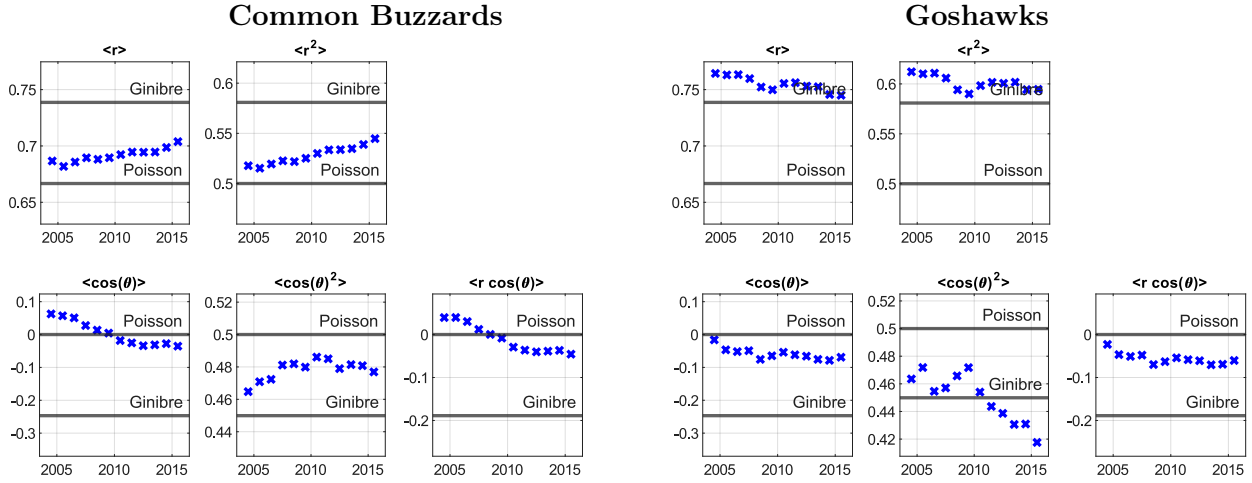 Common Buzzards
Goshawks
<r>
<r²>
<r>
<r²>
0.75
0.7
0.65
Ginibre
Poisson
2005 2010 2015
0.6
0.55
0.5
Ginibre
Poisson
2005 2010 2015
0.75
0.7
0.65
Ginibre
Poisson
2005 2010 2015
0.6
0.55
0.5
Ginibre
Poisson
2005 2010 2015
<cos(θ)>
<cos(θ)²>
<r cos(θ)>
<cos(θ)>
<cos(θ)²>
<r cos(θ)>
0.1
0
-0.1
-0.2
-0.3
Poisson
Ginibre
2005 2010 2015
0.52
0.5
0.48
0.46
0.44
Poisson
Ginibre
2005 2010 2015
0
-0.1
-0.2
Poisson
Ginibre
2005 2010 2015
0.1
0
-0.1
-0.2
-0.3
Poisson
Ginibre
2005 2010 2015
0.52
0.5
0.48
0.46
0.44
0.42
Poisson
Ginibre
2005 2010 2015
0
-0.1
-0.2
Poisson
Ginibre
2005 2010 2015